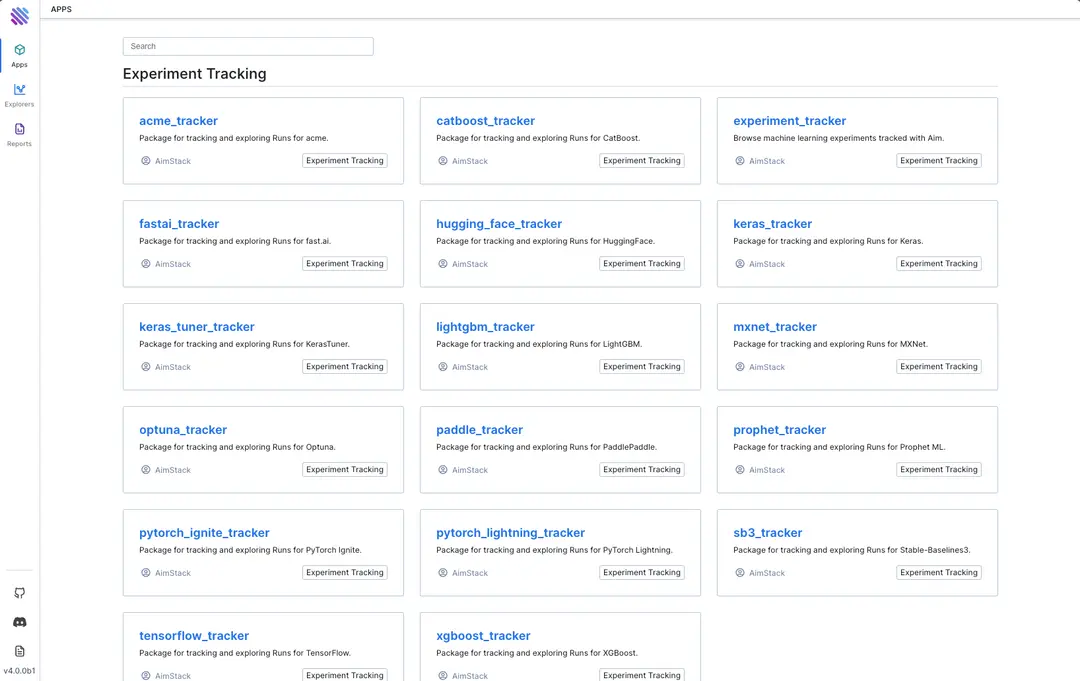 APPS
Apps
Explorers
Reports
Search
Experiment Tracking
acme_tracker
Package for tracking and exploring Runs for acme.
AimStack
Experiment Tracking
catboost_tracker
Package for tracking and exploring Runs for CatBoost.
AimStack
Experiment Tracking
experiment_tracker
Browse machine learning experiments tracked with Aim.
AimStack
Experiment Tracking
fastai_tracker
Package for tracking and exploring Runs for fast.ai.
AimStack
Experiment Tracking
hugging_face_tracker
Package for tracking and exploring Runs for HuggingFace.
AimStack
Experiment Tracking
keras_tracker
Package for tracking and exploring Runs for Keras.
AimStack
Experiment Tracking
keras_tuner_tracker
Package for tracking and exploring Runs for KerasTuner.
AimStack
Experiment Tracking
lightgbm_tracker
Package for tracking and exploring Runs for LightGBM.
AimStack
Experiment Tracking
mxnet_tracker
Package for tracking and exploring Runs for MXNet.
AimStack
Experiment Tracking
optuna_tracker
Package for tracking and exploring Runs for Optuna.
AimStack
Experiment Tracking
paddle_tracker
Package for tracking and exploring Runs for PaddlePaddle.
AimStack
Experiment Tracking
prophet_tracker
Package for tracking and exploring Runs for Prophet ML.
AimStack
Experiment Tracking
pytorch_ignite_tracker
Package for tracking and exploring Runs for PyTorch Ignite.
AimStack
Experiment Tracking
pytorch_lightning_tracker
Package for tracking and exploring Runs for PyTorch Lightning.
AimStack
Experiment Tracking
sb3_tracker
Package for tracking and exploring Runs for Stable-Baselines3.
AimStack
Experiment Tracking
tensorflow_tracker
Package for tracking and exploring Runs for TensorFlow.
AimStack
Experiment Tracking
xgboost_tracker
Package for tracking and exploring Runs for XGBoost.
AimStack
Experiment Tracking
v4.0.0b1